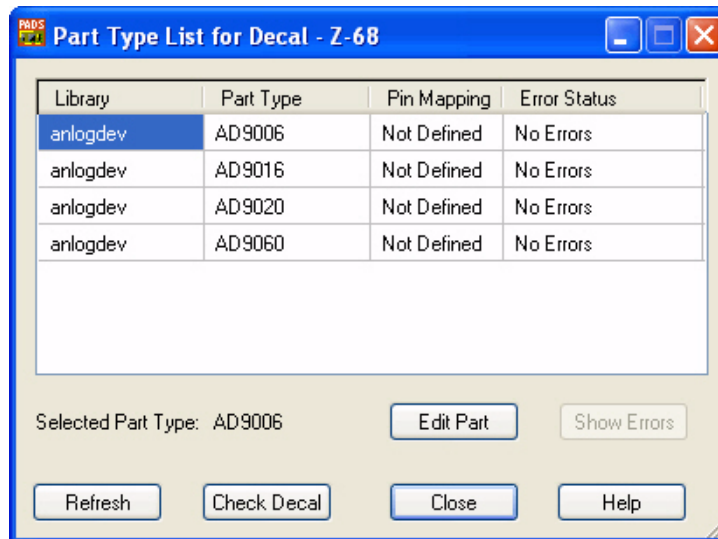 PADS
Part Type List for Decal - Z-68
Library Part Type Pin Mapping Error Status
anlogdev AD9006 Not Defined No Errors
anlogdev AD9016 Not Defined No Errors
anlogdev AD9020 Not Defined No Errors
anlogdev AD9060 Not Defined No Errors
Selected Part Type: AD9006 Edit Part Show Errors
Refresh Check Decal Close Help